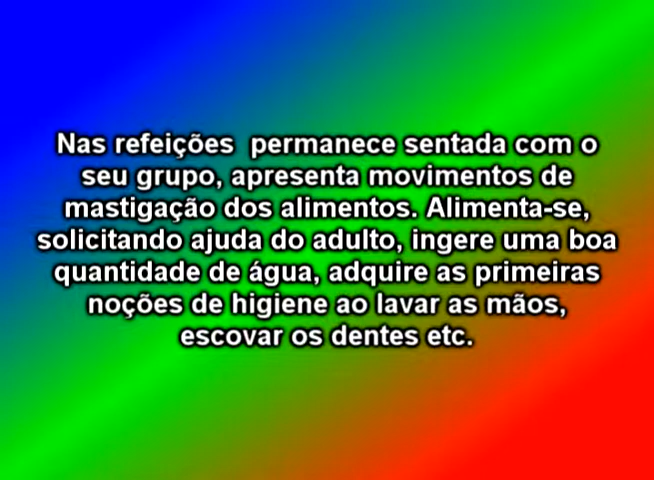 Nas refeições  permanece sentada com o
seu grupo, apresenta movimentos de
mastigação dos alimentos. Alimenta-se,
solicitando ajuda do adulto, ingere uma boa
quantidade de água, adquire as primeiras
noções de higiene ao lavar as mãos,
escovar os dentes etc.